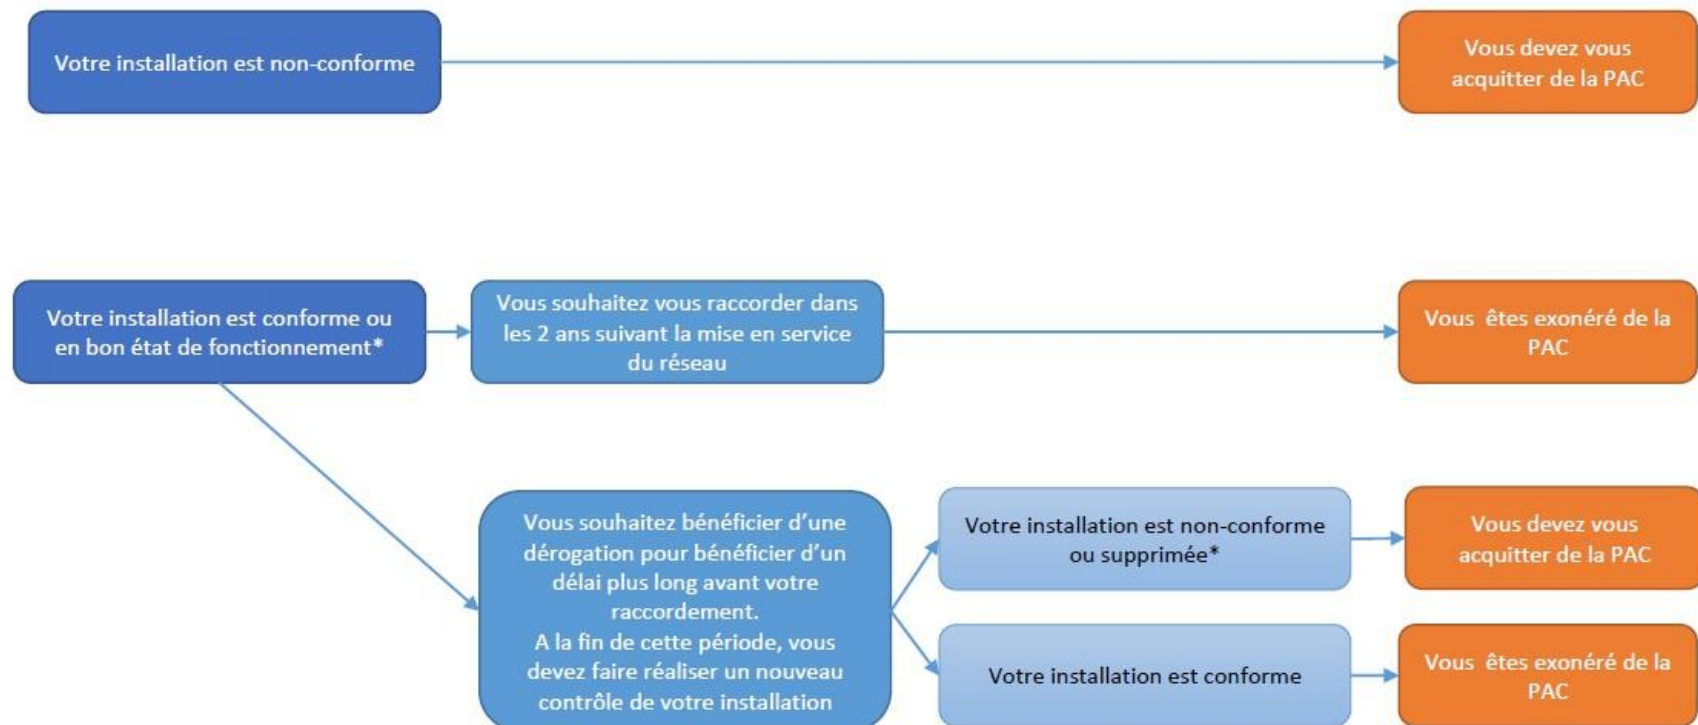 Votre installation est non-conforme
Vous devez vous
acquitter de la PAC
Votre installation est conforme ou
en bon état de fonctionnement*
Vous souhaitez vous raccorder dans
les 2 ans suivant la mise en service
du réseau
Vous êtes exonéré de la
PAC
Vous souhaitez bénéficier d’une
dérogation pour bénéficier d’un
délai plus long avant votre
raccordement.
A la fin de cette période, vous
devez faire réaliser un nouveau
contrôle de votre installation
Votre installation est non-conforme
ou supprimée*
Vous devez vous
acquitter de la PAC
Votre installation est conforme
Vous êtes exonéré de la
PAC